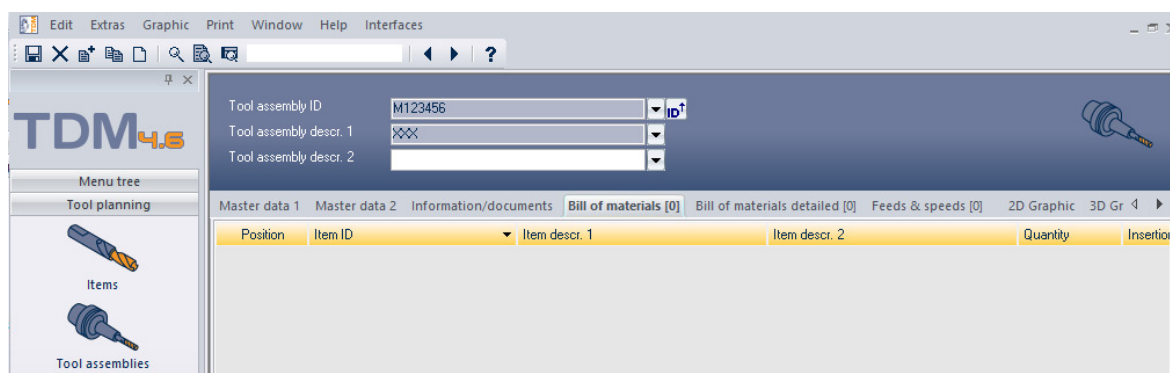 Edit Extras Graphic Print Window Help Interfaces
?
TDM4.6
Menu tree
Tool planning
Items
Tool assemblies
Tool assembly ID M123456 ID
Tool assembly descr. 1 XXX
Tool assembly descr. 2
Master data 1 Master data 2 Information/documents Bill of materials [0] Bill of materials detailed [0] Feeds & speeds [0] 2D Graphic 3D Gr
Position Item ID Item descr. 1 Item descr. 2 Quantity Insertion